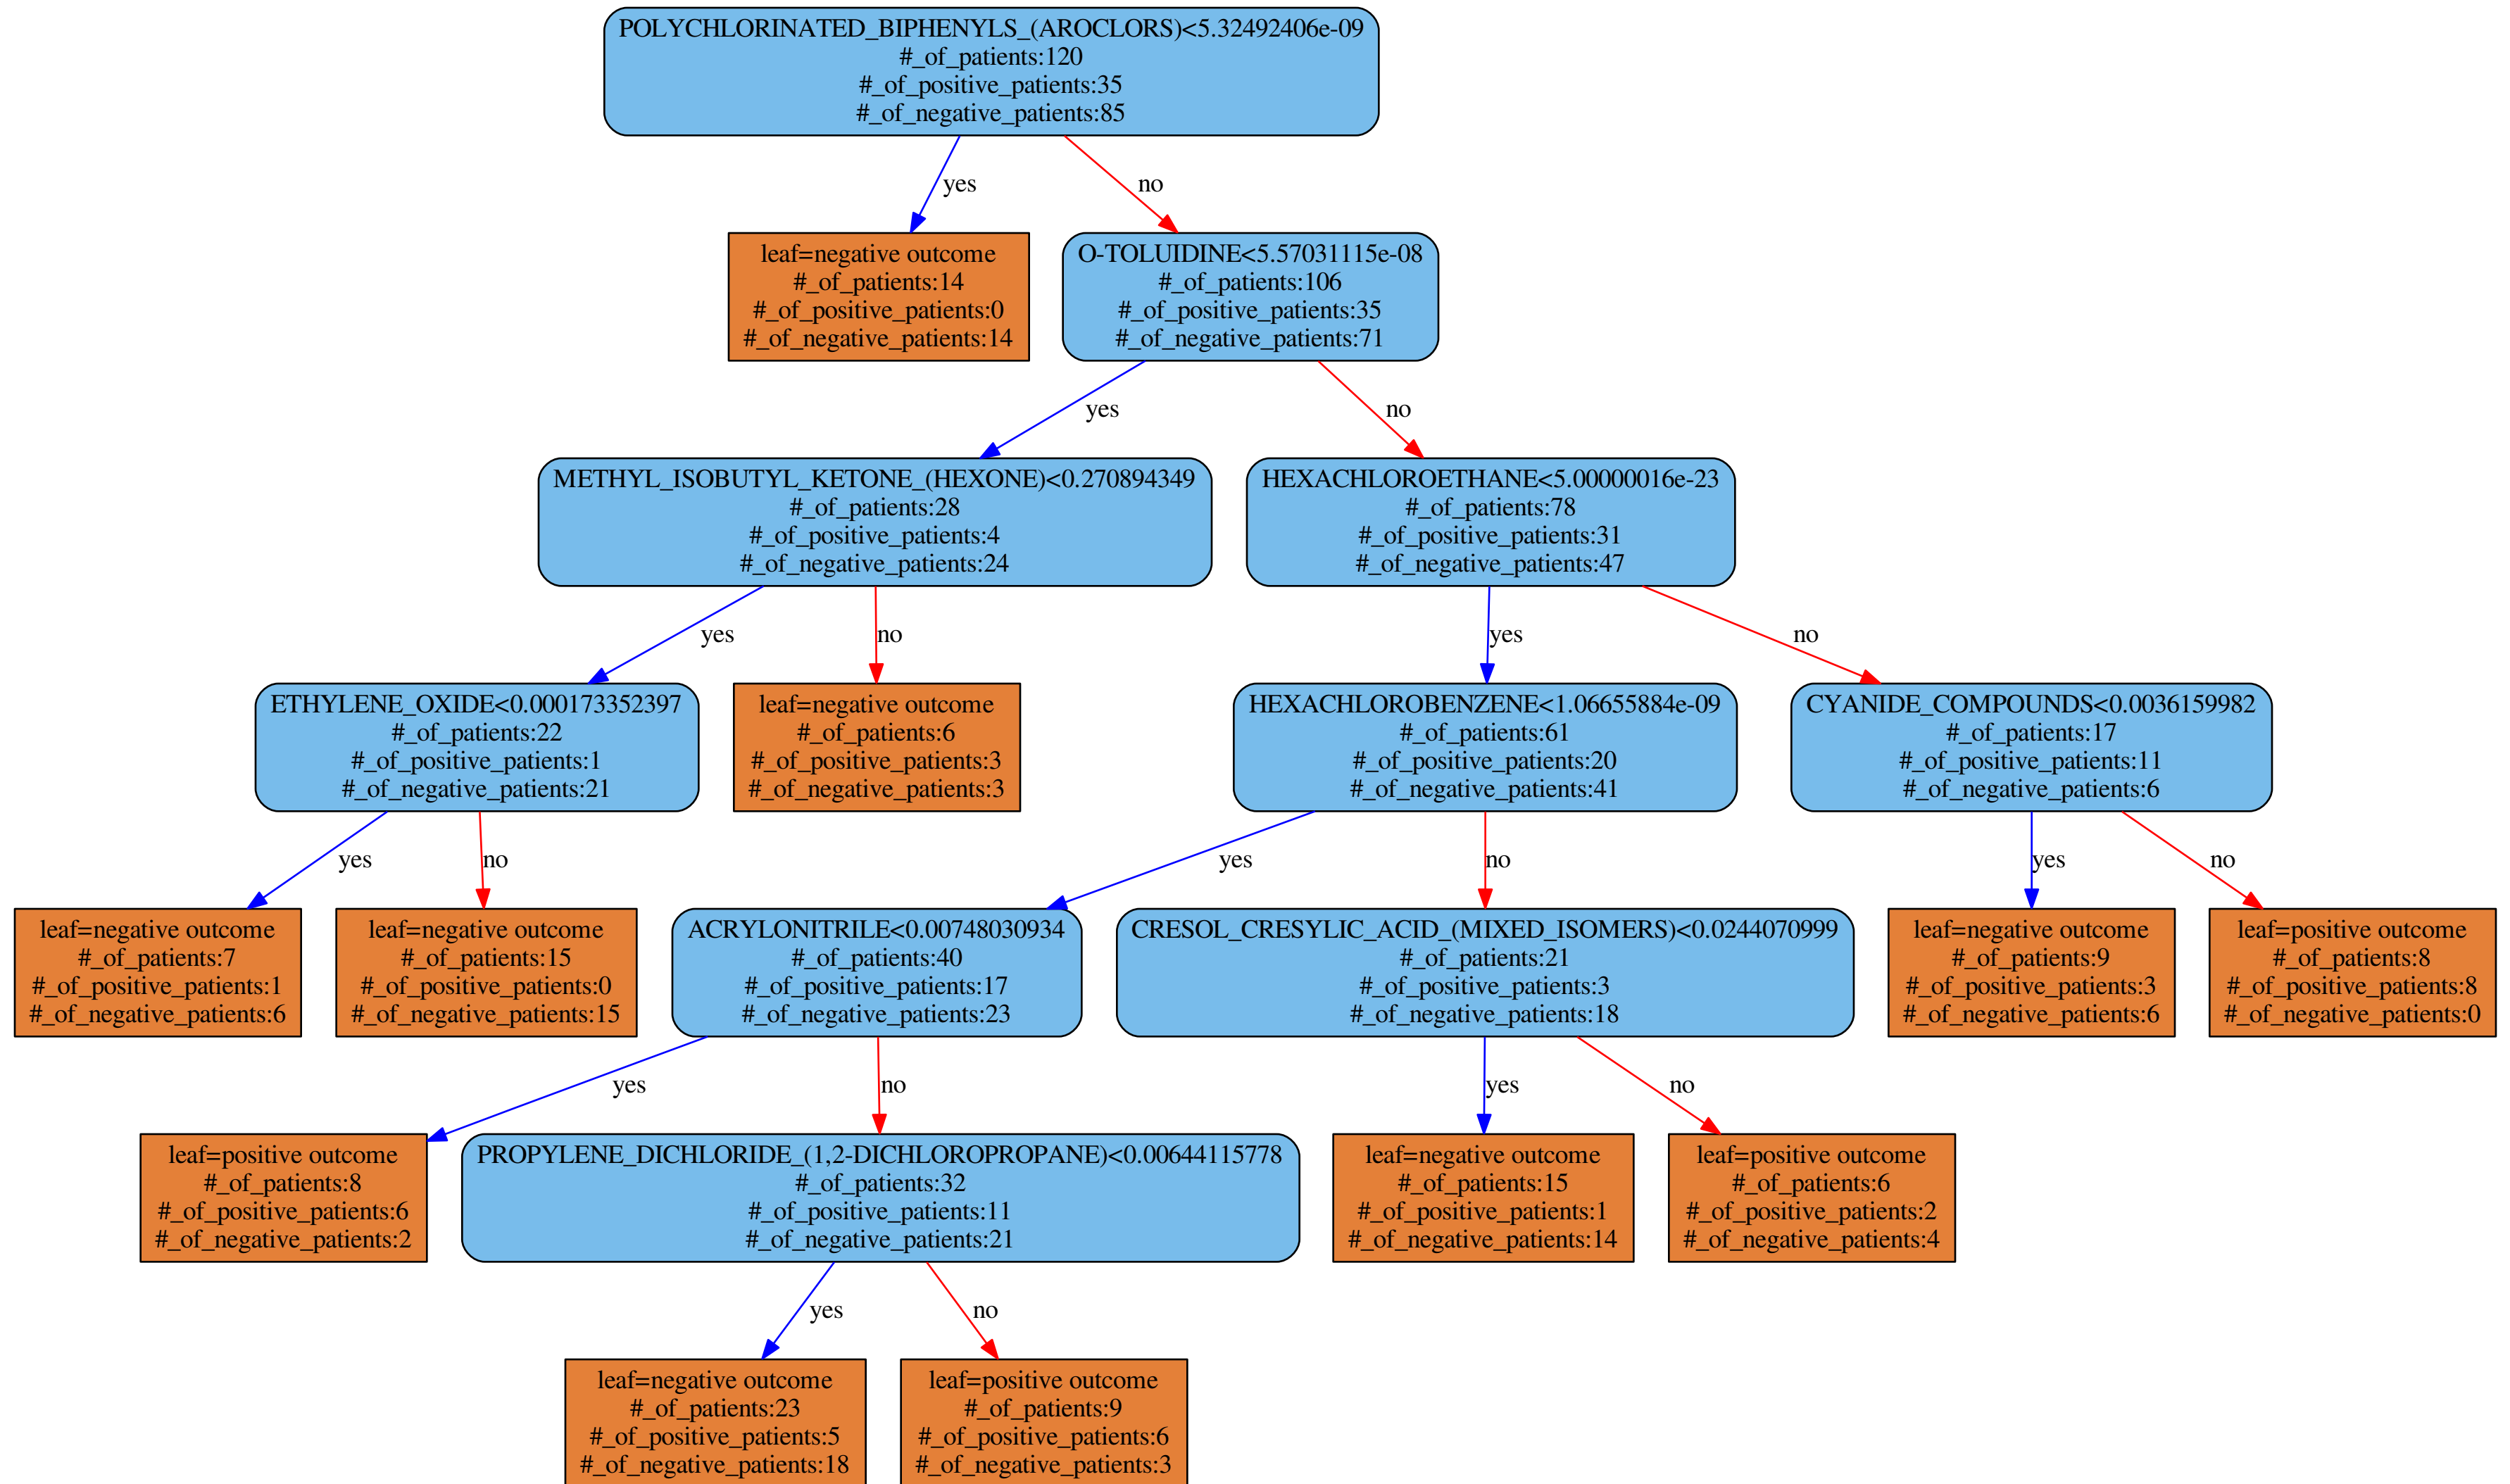 POLYCHLORINATED_BIPHENYLS_(AROCLORS)<5.32492406e-09
#_of_patients:120
#_of_positive_patients:35
#_of_negative_patients:85
yes
no
leaf=negative outcome
#_of_patients:14
#_of_positive_patients:0
#_of_negative_patients:14
O-TOLUIDINE<5.57031115e-08
#_of_patients:106
#_of_positive_patients:35
#_of_negative_patients:71
yes
no
METHYL_ISOBUTYL_KETONE_(HEXONE)<0.270894349
#_of_patients:28
#_of_positive_patients:4
#_of_negative_patients:24
HEXACHLOROETHANE<5.00000016e-23
#_of_patients:78
#_of_positive_patients:31
#_of_negative_patients:47
yes
no
yes
no
ETHYLENE_OXIDE<0.000173352397
#_of_patients:22
#_of_positive_patients:1
#_of_negative_patients:21
leaf=negative outcome
#_of_patients:6
#_of_positive_patients:3
#_of_negative_patients:3
HEXACHLOROBENZENE<1.06655884e-09
#_of_patients:61
#_of_positive_patients:20
#_of_negative_patients:41
CYANIDE_COMPOUNDS<0.0036159982
#_of_patients:17
#_of_positive_patients:11
#_of_negative_patients:6
yes
no
yes
no
yes
no
leaf=negative outcome
#_of_patients:7
#_of_positive_patients:1
#_of_negative_patients:6
leaf=negative outcome
#_of_patients:15
#_of_positive_patients:0
#_of_negative_patients:15
ACRYLONITRILE<0.00748030934
#_of_patients:40
#_of_positive_patients:17
#_of_negative_patients:23
CRESOL_CRESYLIC_ACID_(MIXED_ISOMERS)<0.0244070999
#_of_patients:21
#_of_positive_patients:3
#_of_negative_patients:18
leaf=negative outcome
#_of_patients:9
#_of_positive_patients:3
#_of_negative_patients:6
leaf=positive outcome
#_of_patients:8
#_of_positive_patients:8
#_of_negative_patients:0
yes
no
yes
no
leaf=positive outcome
#_of_patients:8
#_of_positive_patients:6
#_of_negative_patients:2
PROPYLENE_DICHLORIDE_(1,2-DICHLOROPROPANE)<0.00644115778
#_of_patients:32
#_of_positive_patients:11
#_of_negative_patients:21
leaf=negative outcome
#_of_patients:15
#_of_positive_patients:1
#_of_negative_patients:14
leaf=positive outcome
#_of_patients:6
#_of_positive_patients:2
#_of_negative_patients:4
yes
no
leaf=negative outcome
#_of_patients:23
#_of_positive_patients:5
#_of_negative_patients:18
leaf=positive outcome
#_of_patients:9
#_of_positive_patients:6
#_of_negative_patients:3